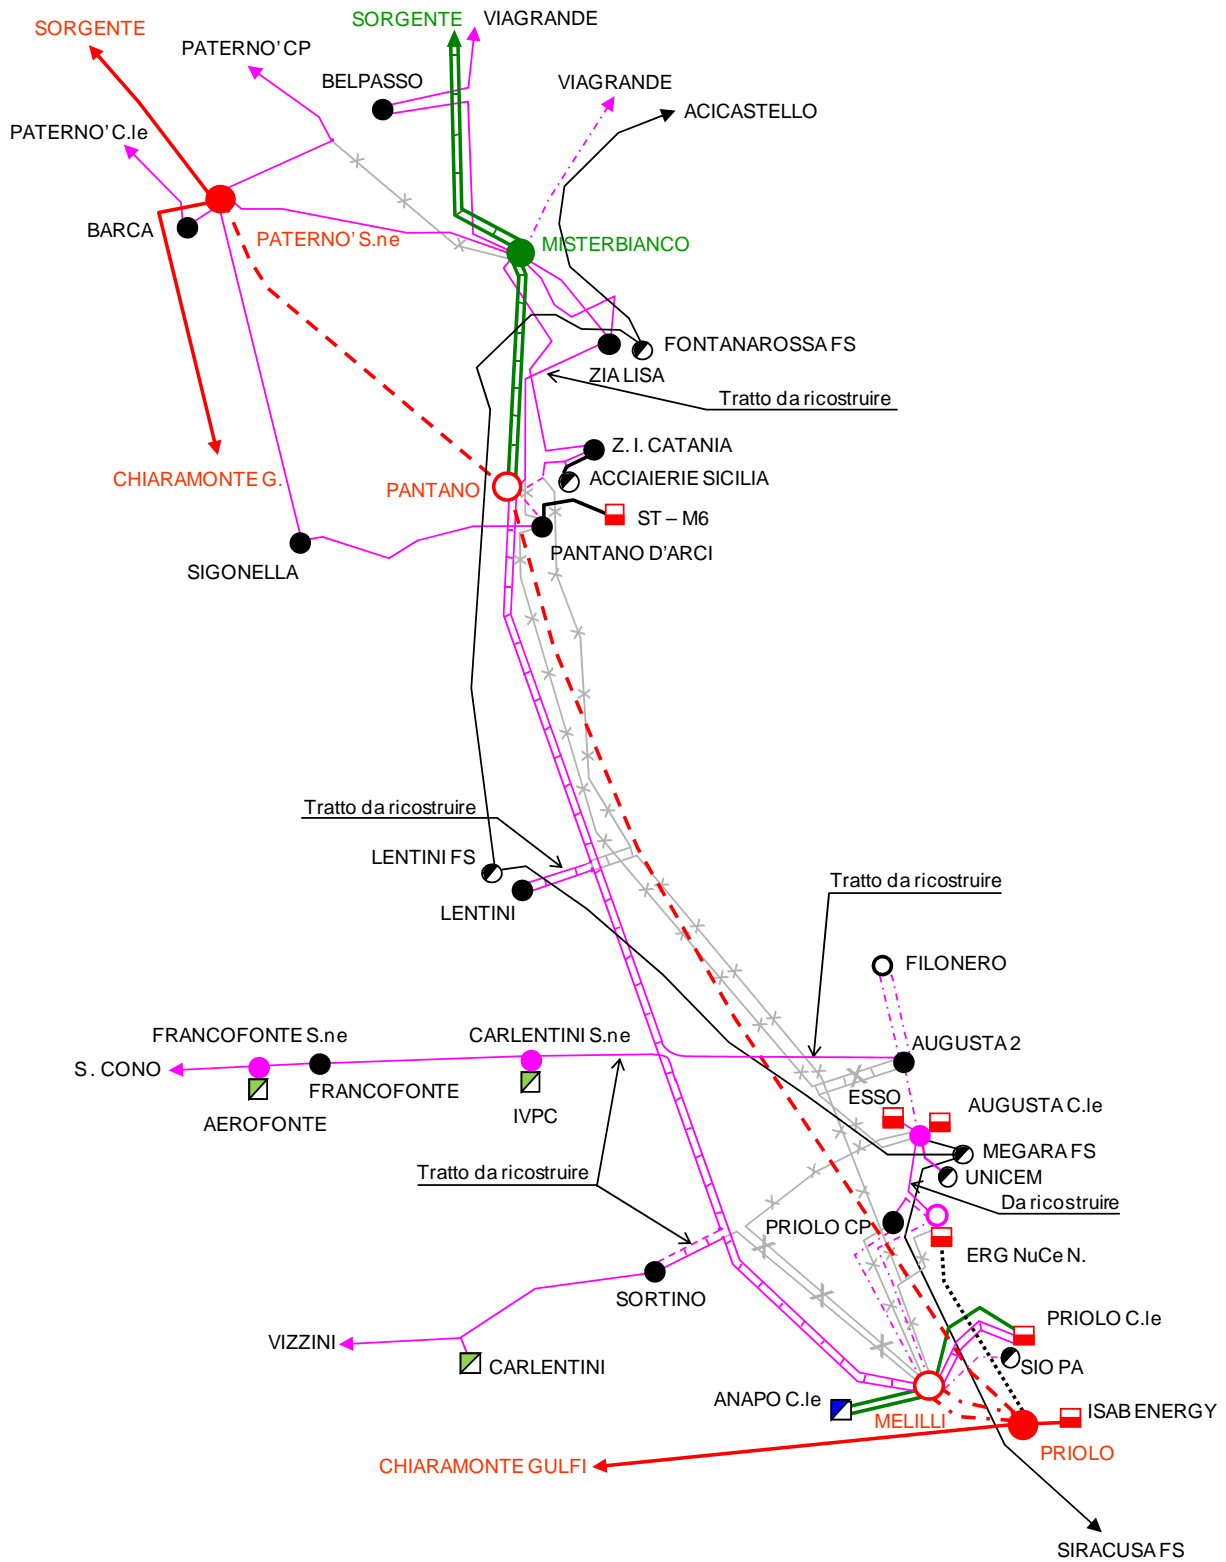 SORGENTE
VIAGRANDE
SORGENTE
PATERNO' CP
BELPASSO
VIAGRANDE
ACICASTELLO
PATERNO' C.le
BARCA
PATERNO' S.ne
MISTERBIANCO
FONTANAROSSA FS
ZIA LISA
Tratto da ricostruire
Z. I. CATANIA
CHIARAMONTE G.
PANTANO
ACCIAIERIE SICILIA
ST – M6
PANTANO D'ARCI
SIGONELLA
Tratto da ricostruire
LENTINI FS
LENTINI
Tratto da ricostruire
FILONERO
FRANCOFONTE S.ne
CARLENTINI S.ne
AUGUSTA 2
S. CONO
FRANCOFONTE
ESSO
AUGUSTA C.le
AEROFONTE
IVPC
MEGARA FS
Tratto da ricostruire
UNICEM
Da ricostruire
PRIOLO CP
ERG NuCe N.
SORTINO
PRIOLO C.le
VIZZINI
CARLENTINI
SIO PA
ANAPO C.le
MELILLI
ISAB ENERGY
PRIOLO
CHIARAMONTE GULFI
SIRACUSA FS